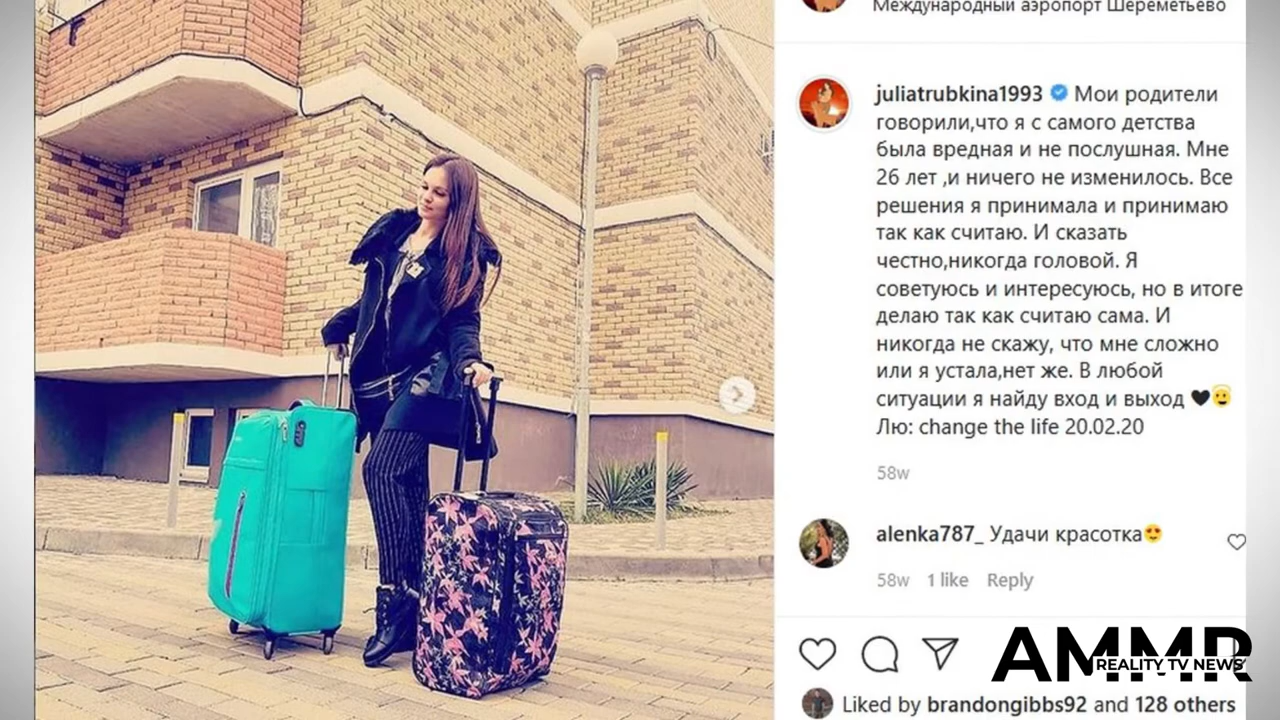 Международный аэропорт Шереметьево
juliatrubkina1993 Мои родители
говорили,что я с самого детства
была вредная и не послушная. Мне
26 лет ,и ничего не изменилось. Все
решения я принимала и принимаю
так как считаю. И сказать
честно,никогда головой. Я
советуюсь и интересуюсь, но в итоге
делаю так как считаю сама. И
никогда не скажу, что мне сложно
или я устала,нет же. В любой
ситуации я найду вход и выход 🖤😇
Лю: change the life 20.02.20
58w
alenka787_ Удачи красотка😍
58w 1 like Reply
AMMR
REALITY TV NEWS
Liked by brandongibbs92 and 128 others